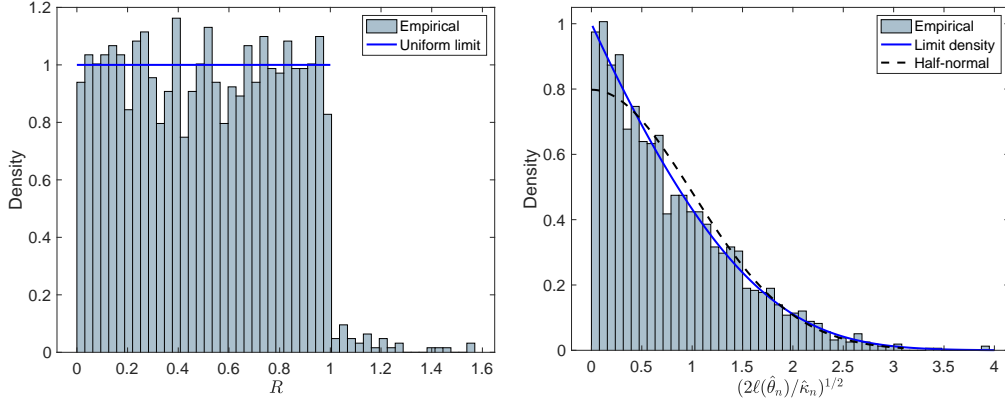 1.2
1
0.8
0.6
0.4
0.2
0
Density
0 0.2 0.4 0.6 0.8 1 1.2 1.4 1.6
R
Empirical
Uniform limit
1
0.8
0.6
0.4
0.2
0
Density
0 0.5 1 1.5 2 2.5 3 3.5 4
(2ℓ(θ̂ₙ)/κ̂ₙ)^{1/2}
Empirical
Limit density
Half-normal